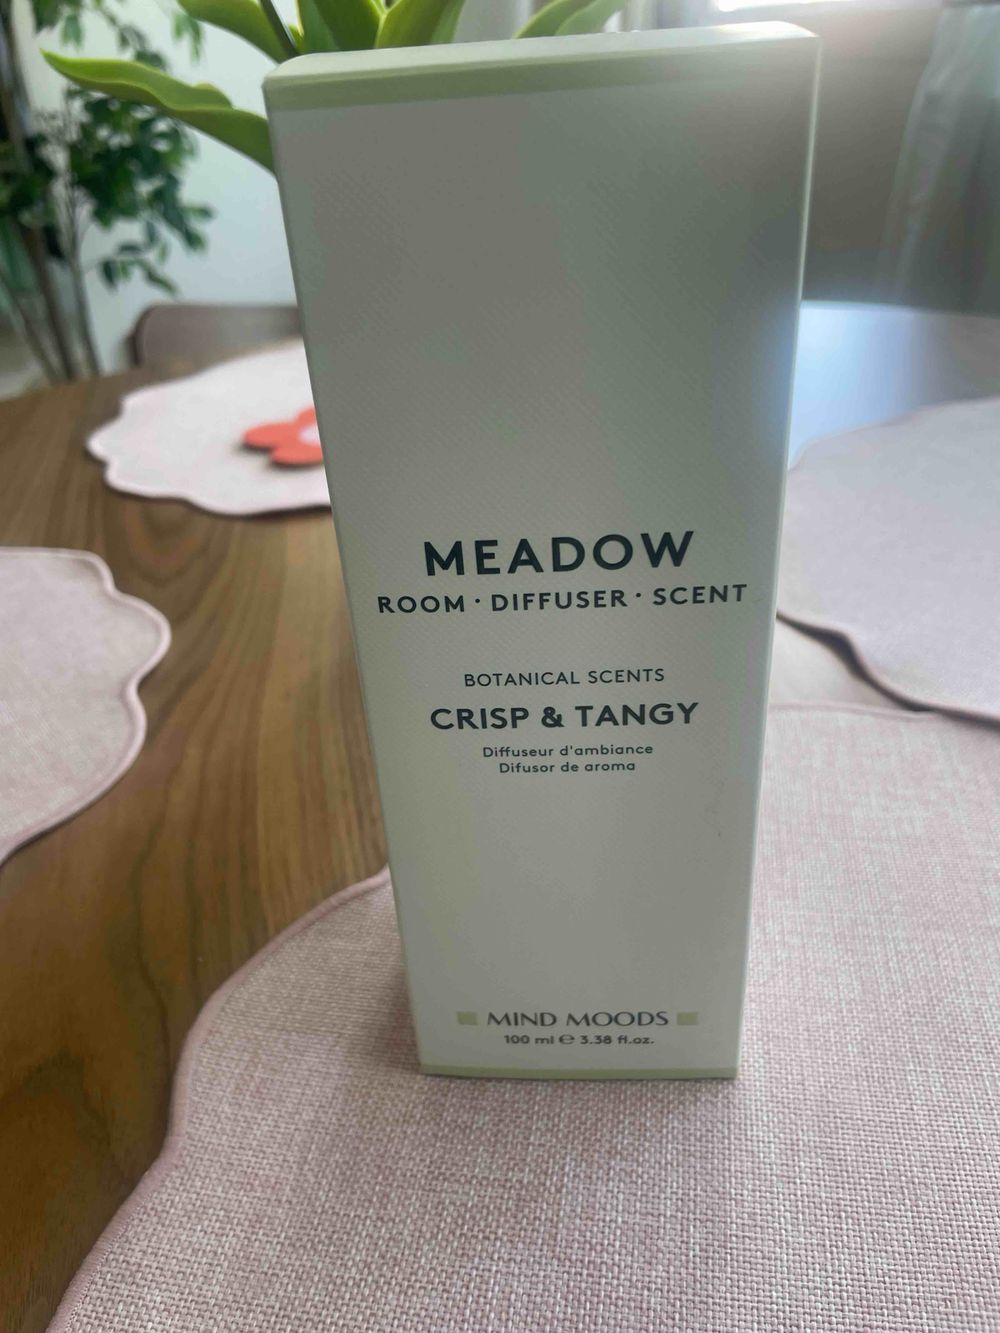 MEADOW
ROOM · DIFFUSER · SCENT
BOTANICAL SCENTS
CRISP & TANGY
Diffuseur d'ambiance
Difusor de aroma
MIND MOODS
100 ml ℮ 3.38 fl.oz.